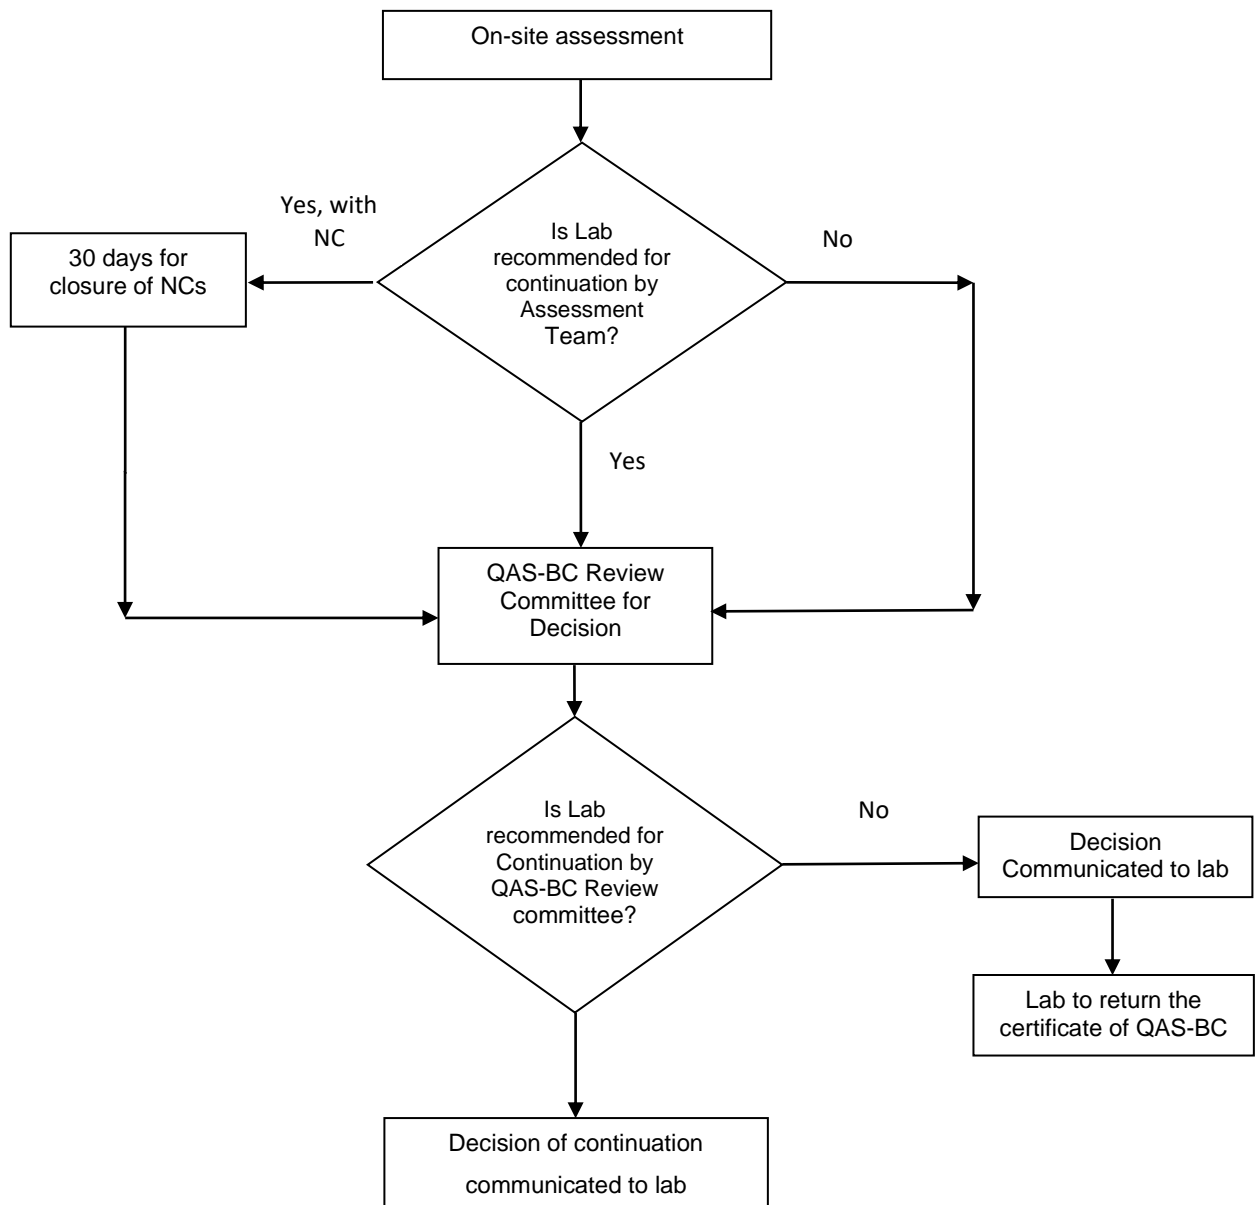 On-site assessment
Yes, with
NC
Is Lab
recommended for
continuation by
Assessment
Team?
No
30 days for
closure of NCs
Yes
QAS-BC Review
Committee for
Decision
Is Lab
recommended for
Continuation by
QAS-BC Review
committee?
No
Decision
Communicated to lab
Lab to return the
certificate of QAS-BC
Decision of continuation
communicated to lab